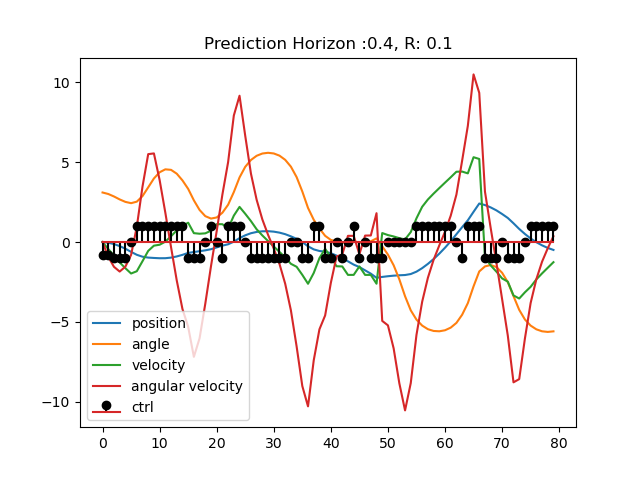 Prediction Horizon :0.4, R: 0.1
10
5
0
−5
−10
position
angle
velocity
angular velocity
ctrl
0 10 20 30 40 50 60 70 80